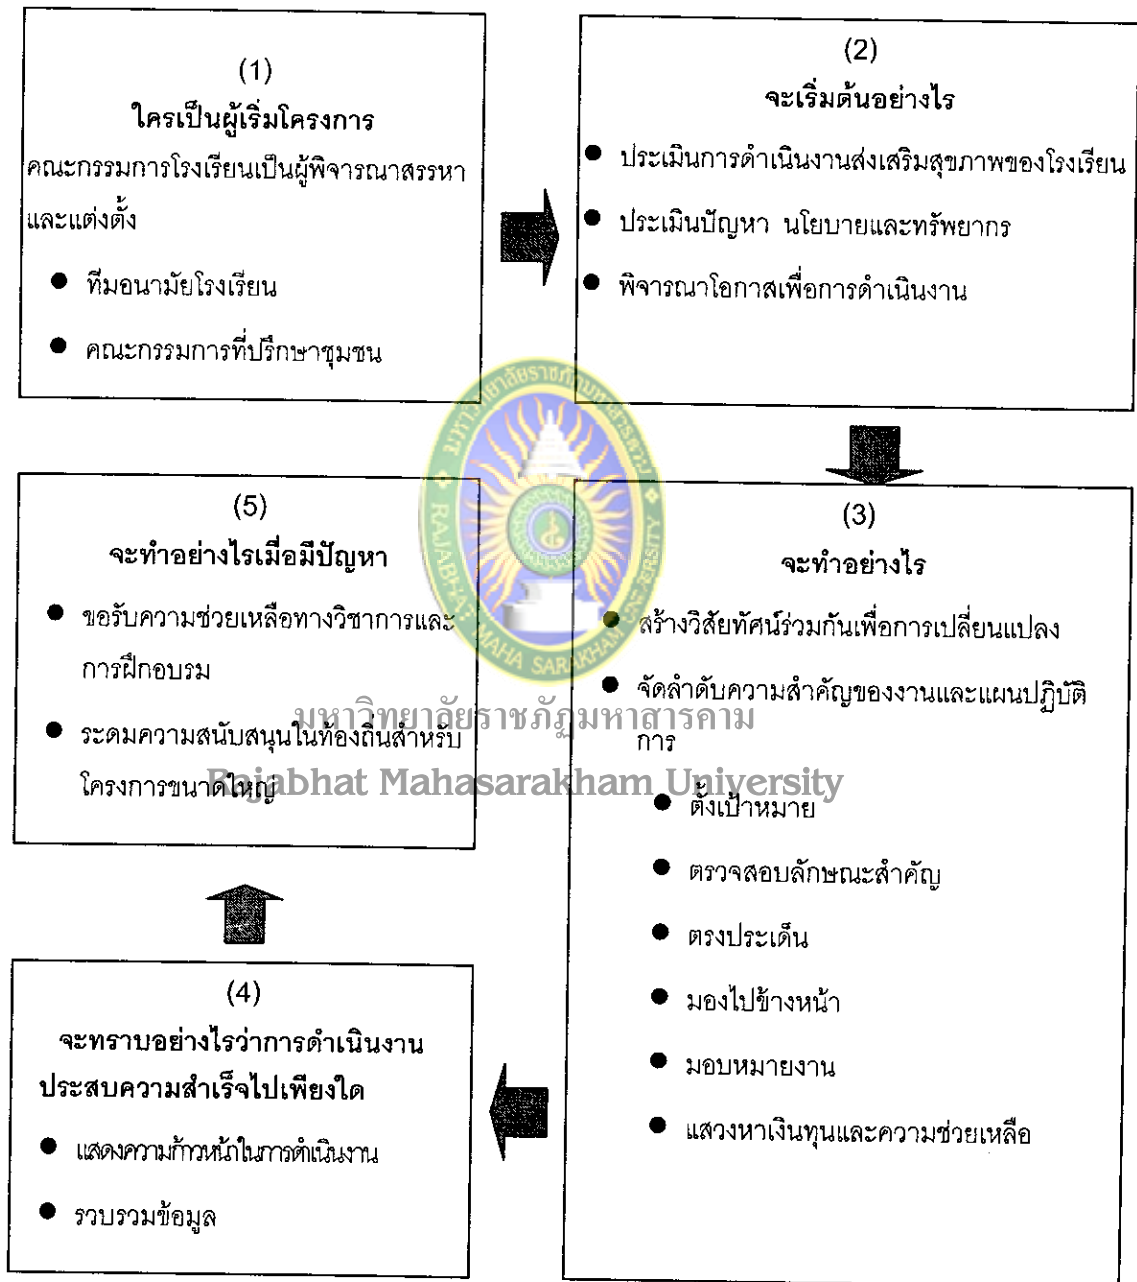 (1)
ใครเป็นผู้เริ่มโครงการ
คณะกรรมการโรงเรียนเป็นผู้พิจารณาสรรหา
และแต่งตั้ง
● ทีมอนามัยโรงเรียน
● คณะกรรมการที่ปรึกษาชุมชน
(2)
จะเริ่มต้นอย่างไร
● ประเมินการดำเนินงานส่งเสริมสุขภาพของโรงเรียน
● ประเมินปัญหา นโยบายและทรัพยากร
● พิจารณาโอกาสเพื่อการดำเนินงาน
(3)
จะทำอย่างไร
● สร้างวิสัยทัศน์ร่วมกันเพื่อการเปลี่ยนแปลง
● จัดลำดับความสำคัญของงานและแผนปฏิบัติ
การ
● ตั้งเป้าหมาย
● ตรวจสอบลักษณะสำคัญ
● ตรงประเด็น
● มองไปข้างหน้า
● มอบหมายงาน
● แสวงหาเงินทุนและความช่วยเหลือ
(4)
จะทราบอย่างไรว่าการดำเนินงาน
ประสบความสำเร็จไปเพียงใด
● แสดงความก้าวหน้าในการดำเนินงาน
● รวบรวมข้อมูล
(5)
จะทำอย่างไรเมื่อมีปัญหา
● ขอรับความช่วยเหลือทางวิชาการและ
การฝึกอบรม
● ระดมความสนับสนุนในท้องถิ่นสำหรับ
โครงการขนาดใหญ่
มหาวิทยาลัยราชภัฏมหาสารคาม
RAJABHAT MAHA SARAKHAM UNIVERSITY
มหาวิทยาลัยราชภัฏมหาสารคาม
Rajabhat Mahasarakham University